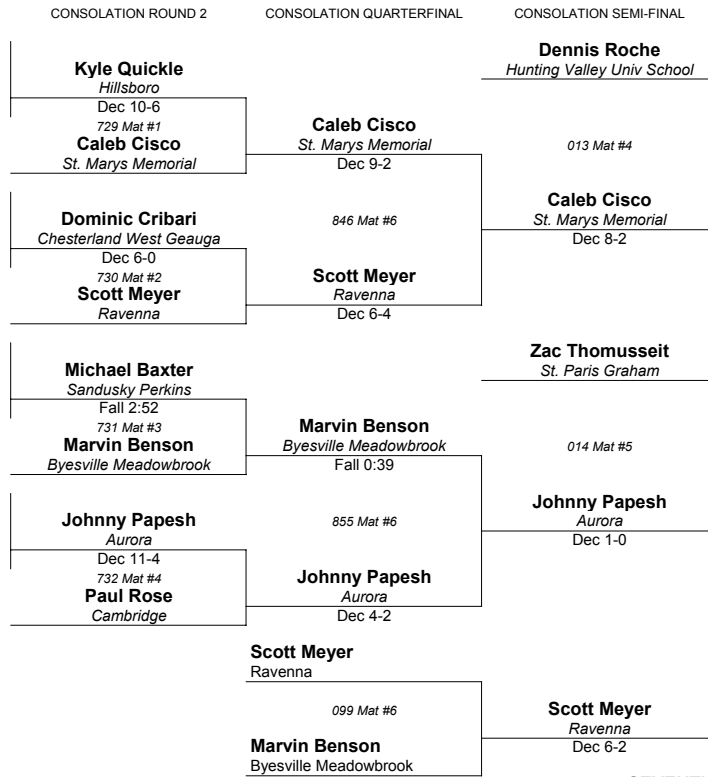 CONSOLATION ROUND 2
CONSOLATION QUARTERFINAL
CONSOLATION SEMI-FINAL
Kyle Quickle
Hillsboro
Dec 10-6
729 Mat #1
Caleb Cisco
St. Marys Memorial
Dominic Cribari
Chesterland West Geauga
Dec 6-0
730 Mat #2
Scott Meyer
Ravenna
Michael Baxter
Sandusky Perkins
Fall 2:52
731 Mat #3
Marvin Benson
Byesville Meadowbrook
Johnny Papesh
Aurora
Dec 11-4
732 Mat #4
Paul Rose
Cambridge
Caleb Cisco
St. Marys Memorial
Dec 9-2
846 Mat #6
Scott Meyer
Ravenna
Dec 6-4
Marvin Benson
Byesville Meadowbrook
Fall 0:39
855 Mat #6
Johnny Papesh
Aurora
Dec 4-2
Scott Meyer
Ravenna
099 Mat #6
Marvin Benson
Byesville Meadowbrook
Dennis Roche
Hunting Valley Univ School
013 Mat #4
Caleb Cisco
St. Marys Memorial
Dec 8-2
Zac Thomusseit
St. Paris Graham
014 Mat #5
Johnny Papesh
Aurora
Dec 1-0
Scott Meyer
Ravenna
Dec 6-2